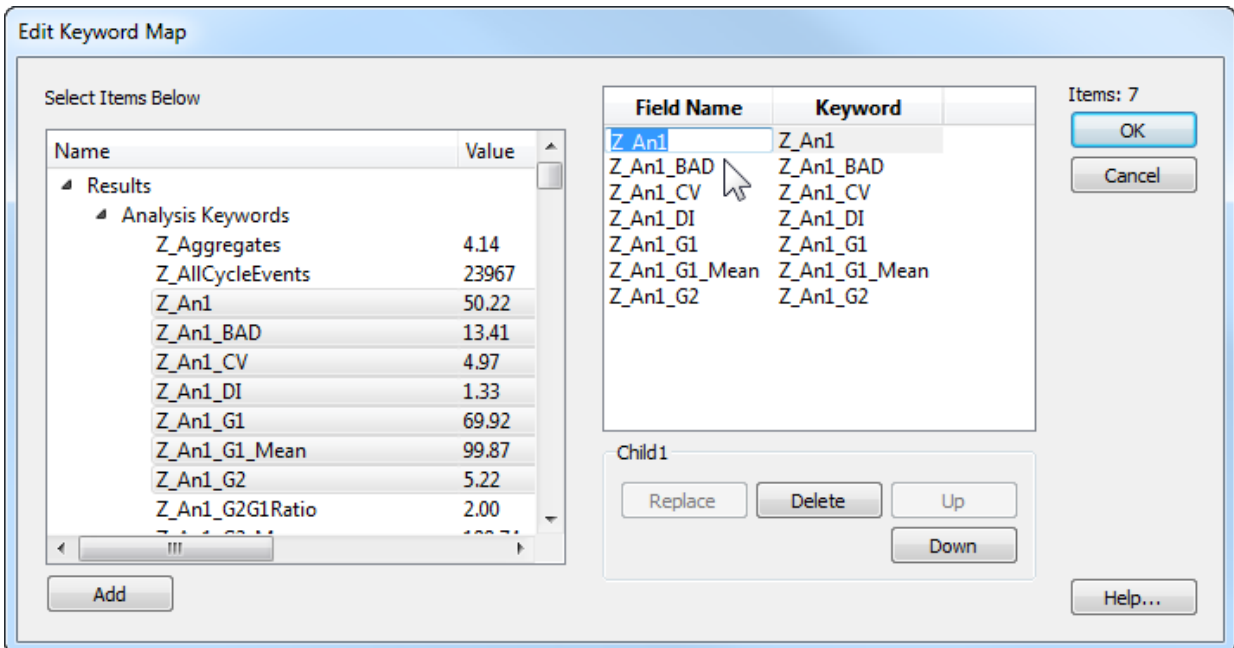 Edit Keyword Map
Select Items Below
Name Value
Results
Analysis Keywords
Z_Aggregates 4.14
Z_AllCycleEvents 23967
Z_An1 50.22
Z_An1_BAD 13.41
Z_An1_CV 4.97
Z_An1_DI 1.33
Z_An1_G1 69.92
Z_An1_G1_Mean 99.87
Z_An1_G2 5.22
Z_An1_G2G1Ratio 2.00
Add
Field Name Keyword
Z_An1 Z_An1
Z_An1_BAD Z_An1_BAD
Z_An1_CV Z_An1_CV
Z_An1_DI Z_An1_DI
Z_An1_G1 Z_An1_G1
Z_An1_G1_Mean Z_An1_G1_Mean
Z_An1_G2 Z_An1_G2
Child1
Replace Delete Up
Down
Items: 7
OK
Cancel
Help...